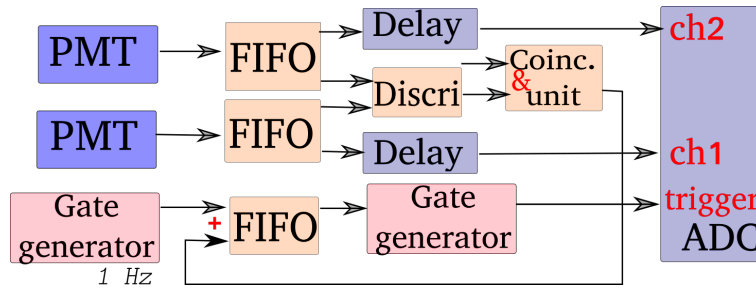 PMT
FIFO
Delay
ch2
Discri
Coinc.
&
unit
PMT
FIFO
Delay
ch1
Gate
generator
1 Hz
+
FIFO
Gate
generator
trigger
ADC